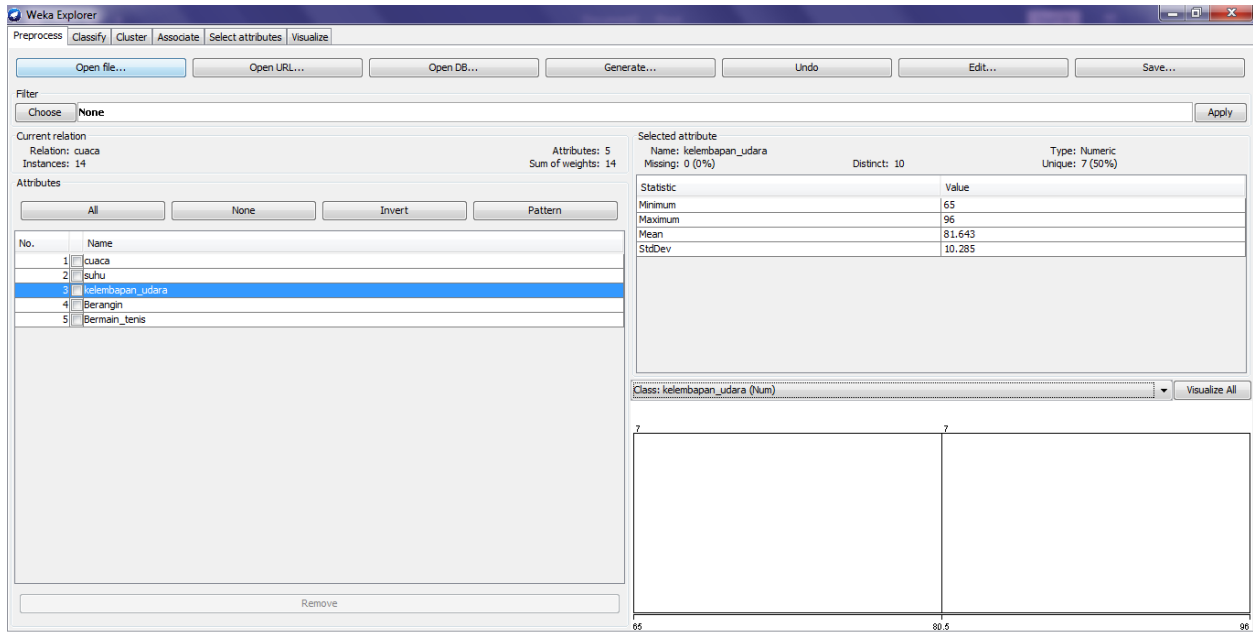 Weka Explorer
Preprocess Classify Cluster Associate Select attributes Visualize
Open file... Open URL... Open DB... Generate... Undo Edit... Save...
Filter
Choose None Apply
Current relation
Relation: cuaca Attributes: 5
Instances: 14 Sum of weights: 14
Attributes
All None Invert Pattern
No. Name
1 cuaca
2 suhu
3 kelembapan_udara
4 Berangin
5 Bermain_tenis
Remove
Selected attribute
Name: kelembapan_udara Type: Numeric
Missing: 0 (0%) Distinct: 10 Unique: 7 (50%)
Statistic Value
Minimum 65
Maximum 96
Mean 81.643
StdDev 10.285
Class: kelembapan_udara (Num) Visualize All
7 7
65 80.5 96